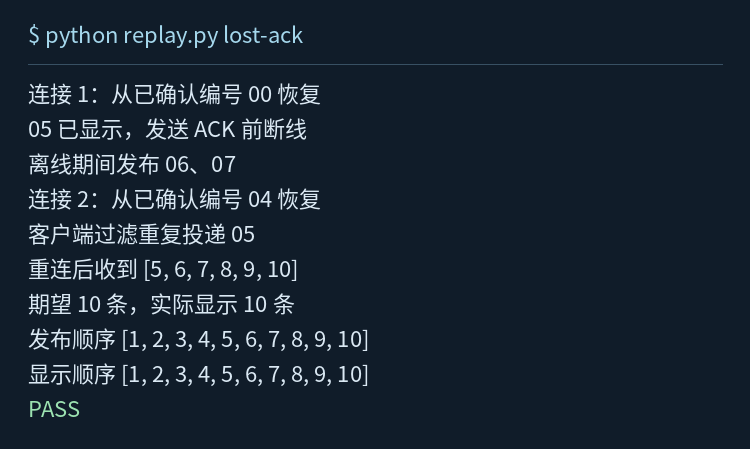 $ python replay.py lost-ack
连接 1：从已确认编号 00 恢复
05 已显示，发送 ACK 前断线
离线期间发布 06、07
连接 2：从已确认编号 04 恢复
客户端过滤重复投递 05
重连后收到 [5, 6, 7, 8, 9, 10]
期望 10 条，实际显示 10 条
发布顺序 [1, 2, 3, 4, 5, 6, 7, 8, 9, 10]
显示顺序 [1, 2, 3, 4, 5, 6, 7, 8, 9, 10]
PASS